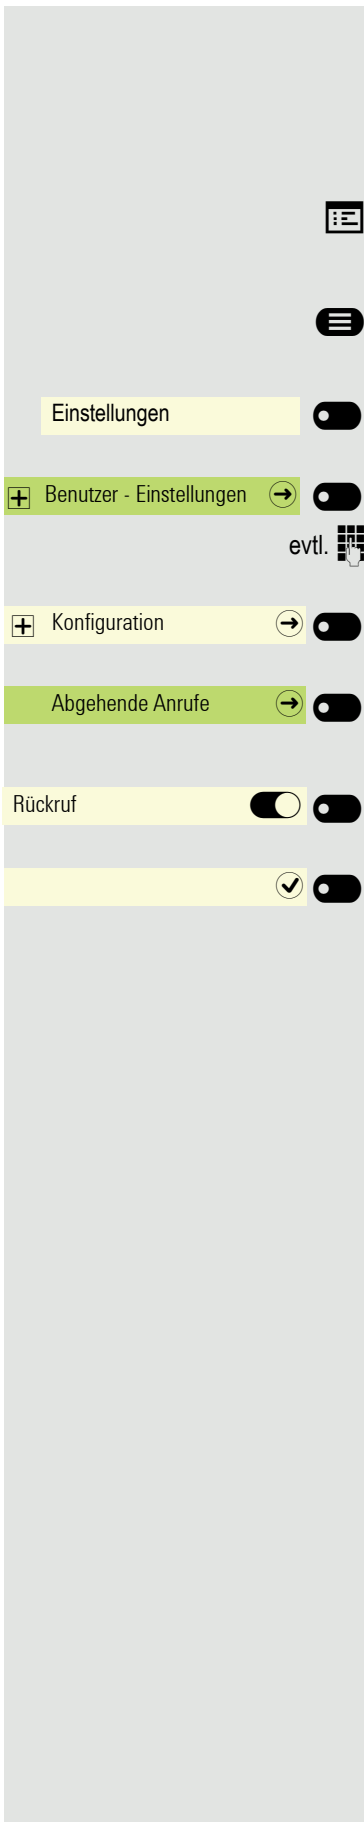 Einstellungen
Benutzer - Einstellungen
evtl.
Konfiguration
Abgehende Anrufe
Rückruf